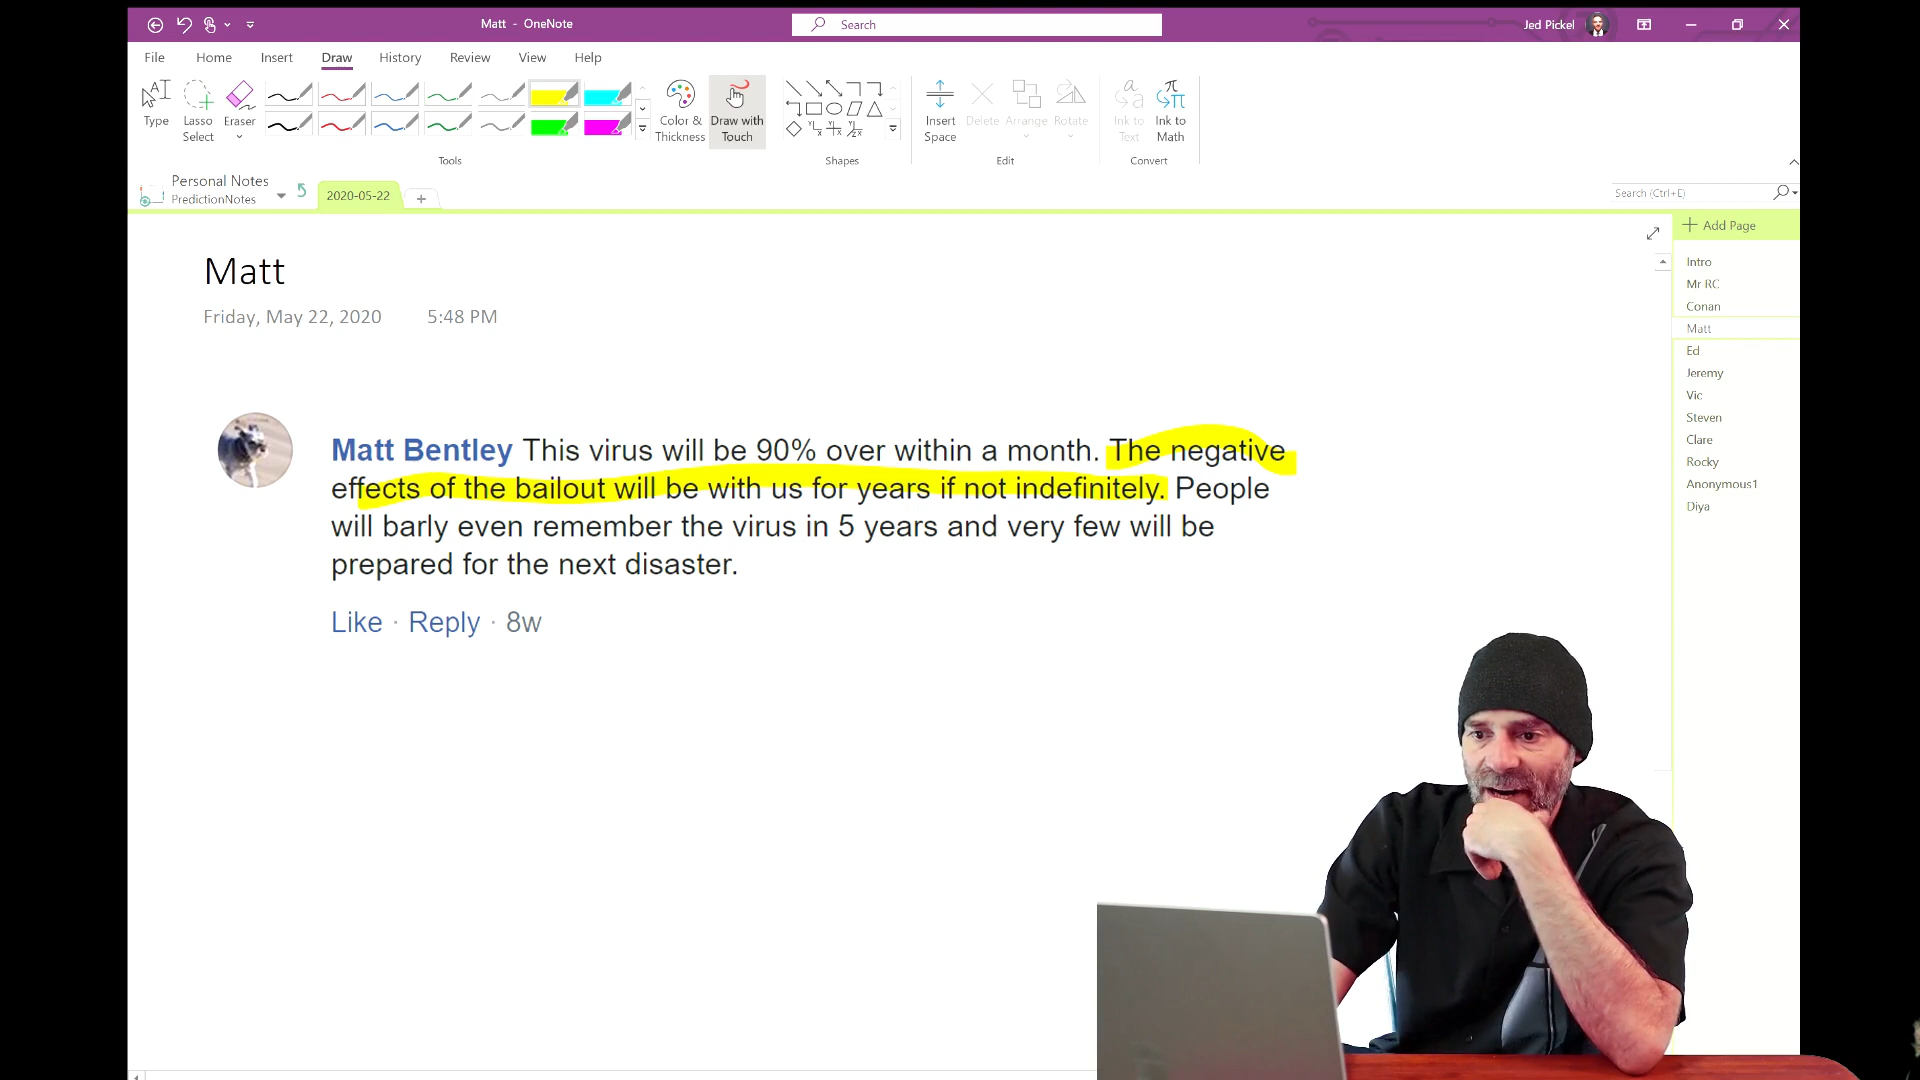 Matt - OneNote
Search
Jed Pickel
File Home Insert Draw History Review View Help
Type
Lasso Select
Eraser
Color & Thickness
Draw with Touch
Insert Space
Delete
Arrange
Rotate
Ink to Text
Ink to Math
Tools
Shapes
Edit
Convert
Personal Notes
PredictionNotes
2020-05-22
Search (Ctrl+E)
Add Page
Matt
Friday, May 22, 2020 5:48 PM
Matt Bentley This virus will be 90% over within a month. The negative
effects of the bailout will be with us for years if not indefinitely. People
will barly even remember the virus in 5 years and very few will be
prepared for the next disaster.
Like · Reply · 8w
Intro
Mr RC
Conan
Matt
Ed
Jeremy
Vic
Steven
Clare
Rocky
Anonymous1
Diya